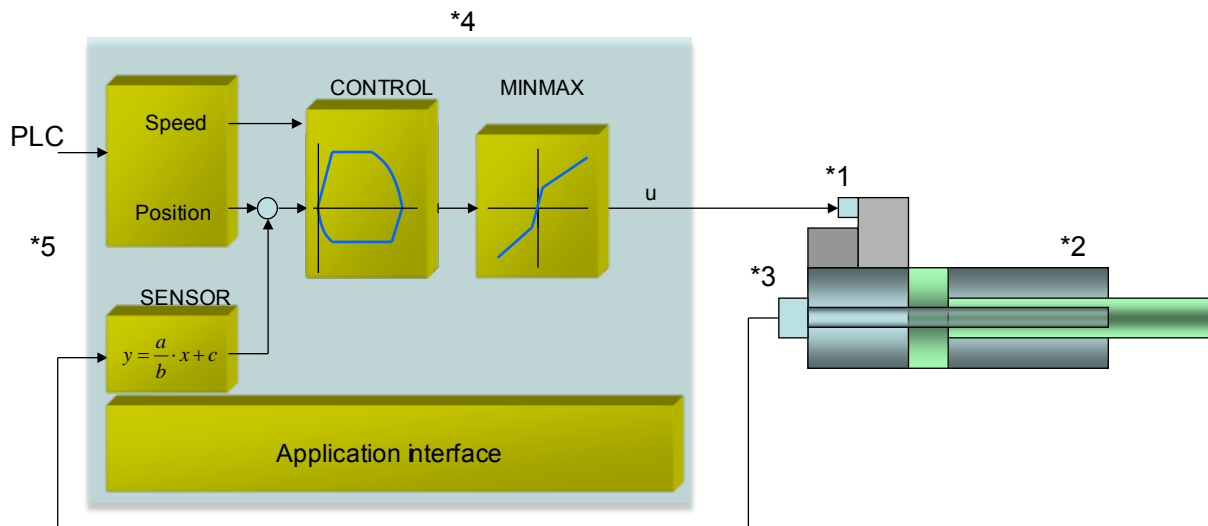 *4
CONTROL
MINMAX
Speed
PLC
Position
u
*1
*5
*2
*3
SENSOR
y = a/b · x + c
Application interface